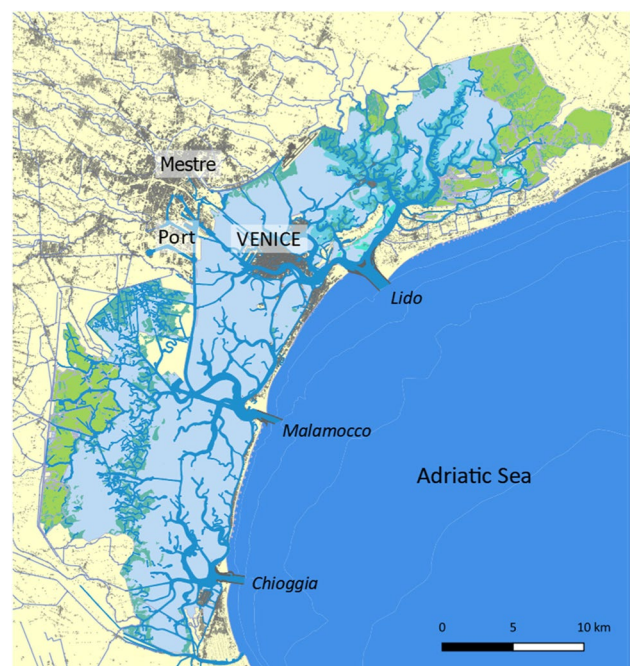 Mestre
Port
VENICE
Lido
Malamocco
Adriatic Sea
Chioggia
0 5 10 km